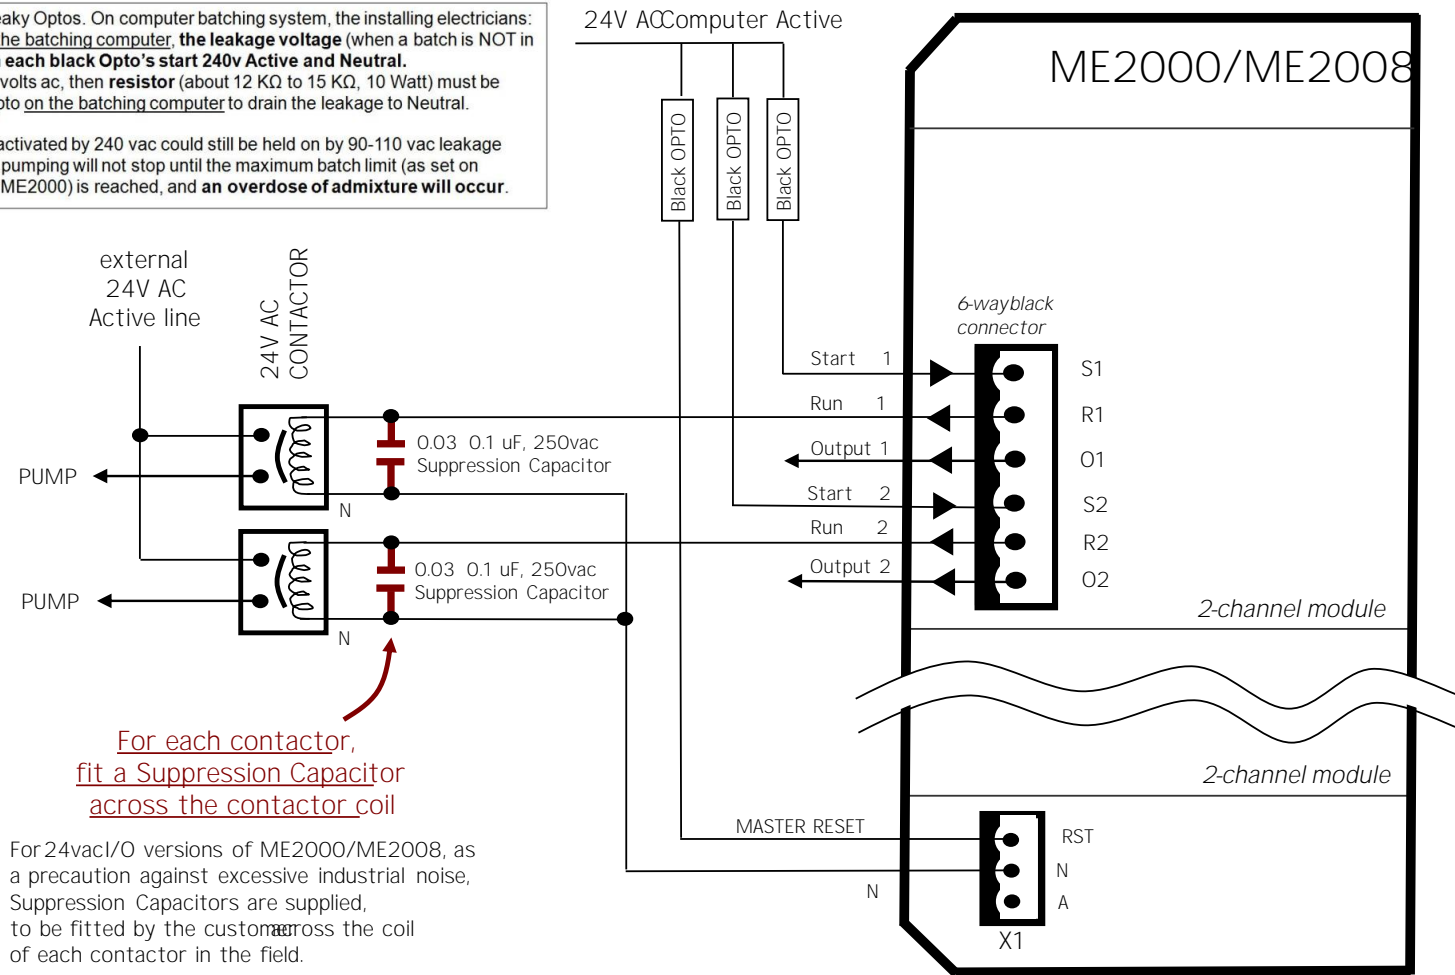 eaky Optos. On computer batching system, the installing electricians:
the batching computer, the leakage voltage (when a batch is NOT in
each black Opto's start 240v Active and Neutral.
volts ac, then resistor (about 12 KΩ to 15 KΩ, 10 Watt) must be
pto on the batching computer to drain the leakage to Neutral.
activated by 240 vac could still be held on by 90-110 vac leakage
pumping will not stop until the maximum batch limit (as set on
ME2000) is reached, and an overdose of admixture will occur.
24V AC Computer Active
ME2000/ME2008
Black OPTO
Black OPTO
Black OPTO
external
24V AC
Active line
24V AC
CONTACTOR
6-way black
connector
Start 1
S1
Run 1
R1
Output 1
O1
Start 2
S2
Run 2
R2
Output 2
O2
0.03 0.1 uF, 250vac
Suppression Capacitor
PUMP
N
0.03 0.1 uF, 250vac
Suppression Capacitor
PUMP
N
2-channel module
For each contactor,
fit a Suppression Capacitor
across the contactor coil
2-channel module
MASTER RESET
RST
N
N
A
X1
For 24vac I/O versions of ME2000/ME2008, as
a precaution against excessive industrial noise,
Suppression Capacitors are supplied,
to be fitted by the customer across the coil
of each contactor in the field.